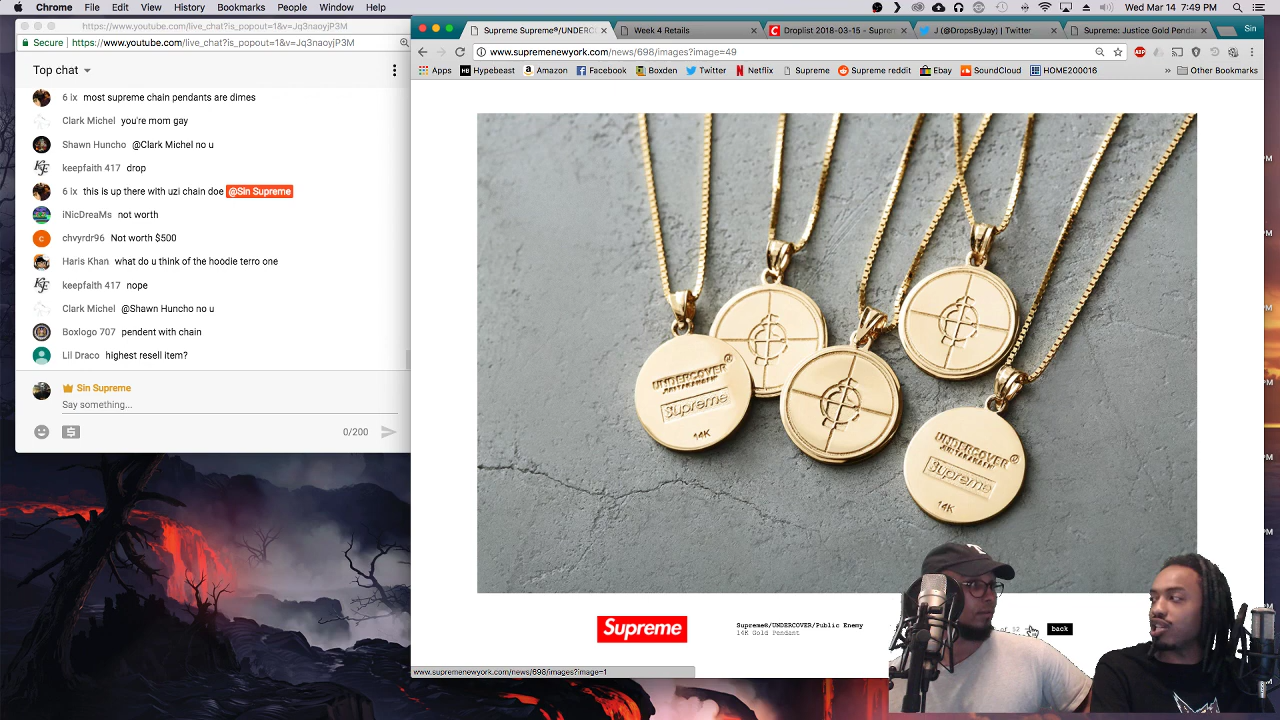 Chrome File Edit View History Bookmarks People Window Help
Wed Mar 14 7:49 PM
https://www.youtube.com/live_chat?is_popout=1&v=Jq3naoyjP3M
Secure https://www.youtube.com/live_chat?is_popout=1&v=Jq3naoyjP3M
Top chat
6 ix most supreme chain pendants are dimes
Clark Michel you're mom gay
Shawn Huncho @Clark Michel no u
keepfaith 417 drop
6 ix this is up there with uzi chain doe @Sin Supreme
iNicDreaMs not worth
chvyrdr96 Not worth $500
Haris Khan what do u think of the hoodie terro one
keepfaith 417 nope
Clark Michel @Shawn Huncho no u
Boxlogo 707 pendent with chain
Lil Draco highest resell item?
Sin Supreme
Say something...
0/200
Supreme Supreme®/UNDERC
Week 4 Retails
Droplist 2018-03-15 - Suprem
J (@DropsByJay) | Twitter
Supreme: Justice Gold Penda
Sin
www.supremenewyork.com/news/698/images?image=49
Apps Hypebeast Amazon Facebook Boxden Twitter Netflix Supreme Supreme reddit Ebay SoundCloud HOME200016 » Other Bookmarks
UNDERCOVER®
Supreme
14K
UNDERCOVER®
Supreme
14K
Supreme
Supreme®/UNDERCOVER/Public Enemy
14K Gold Pendant
of 12
back
www.supremenewyork.com/news/698/images?image=1